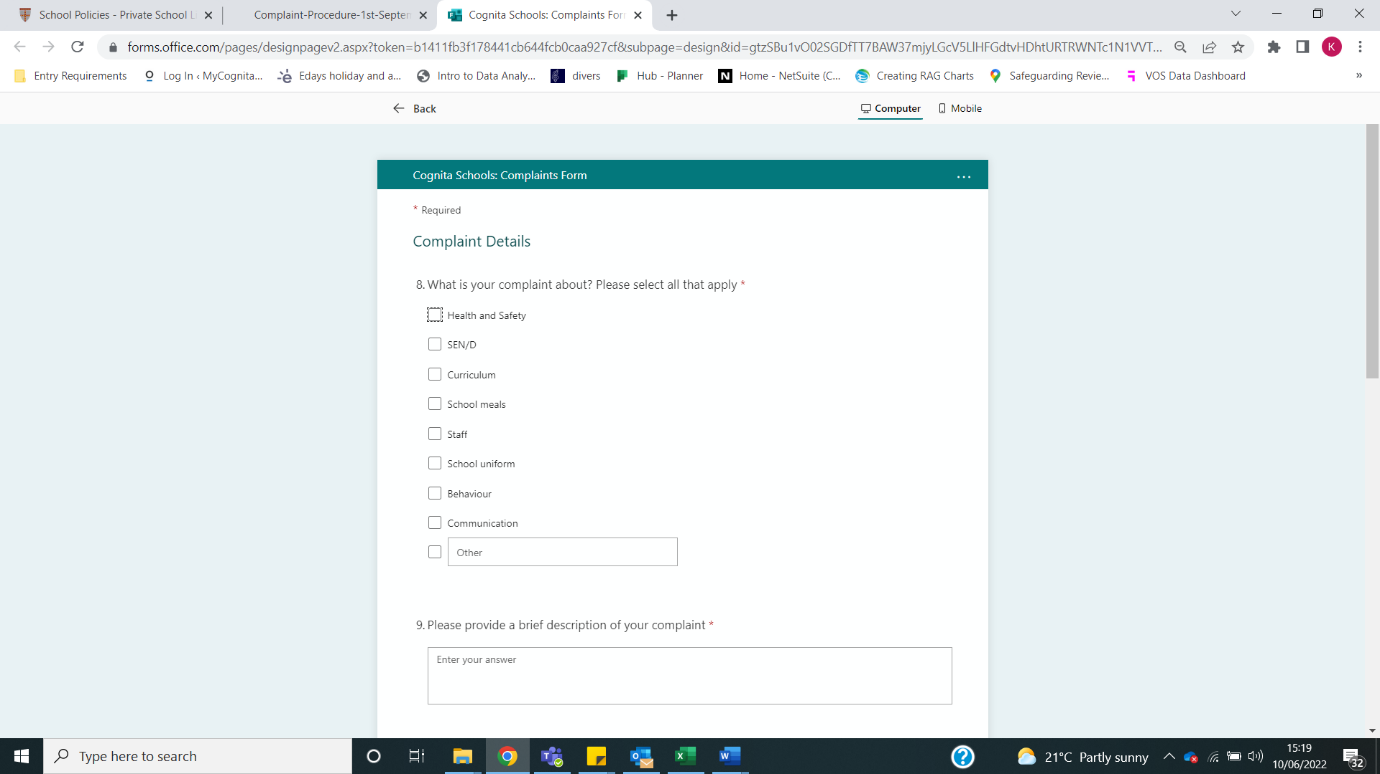 School Policies - Private School L
Complaint-Procedure-1st-Septem
Cognita Schools: Complaints For
forms.office.com/pages/designpagev2.aspx?token=b1411fb3f178441cb644fcb0caa927cf&subpage=design&id=gtzSBu1vO02SGDfTT7BAW37mjyLGcV5LlHFGdtvHDhtURTRWNTc1N1VVT...
K
Entry Requirements
Log In ‹ MyCognita...
Edays holiday and a...
Intro to Data Analy...
divers
Hub - Planner
Home - NetSuite (C...
Creating RAG Charts
Safeguarding Revie...
VOS Data Dashboard
»
Back
Computer
Mobile
Cognita Schools: Complaints Form
...
* Required
Complaint Details
8. What is your complaint about? Please select all that apply *
Health and Safety
SEN/D
Curriculum
School meals
Staff
School uniform
Behaviour
Communication
Other
9. Please provide a brief description of your complaint *
Enter your answer
Type here to search
21°C Partly sunny
15:19
10/06/2022
32